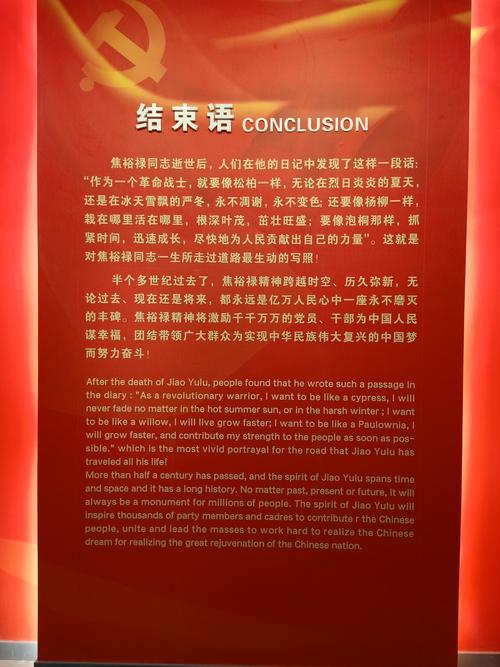 结束语 CONCLUSION
焦裕禄同志逝世后，人们在他的日记中发现了这样一段话：
“作为一个革命战士，就要像松柏一样，无论在烈日炎炎的夏天，
还是在冰天雪飘的严冬，永不凋谢，永不变色；还要像杨柳一样，
栽在哪里活在哪里，根深叶茂，茁壮旺盛；要像泡桐那样，抓
紧时间，迅速成长，尽快地为人民贡献出自己的力量”。这就是
对焦裕禄同志一生所走过道路最生动的写照！
半个多世纪过去了，焦裕禄精神跨越时空、历久弥新，无
论过去、现在还是将来，都永远是亿万人民心中一座永不磨灭
的丰碑。焦裕禄精神将激励千千万万的党员、干部为中国人民
谋幸福，团结带领广大群众为实现中华民族伟大复兴的中国梦
而努力奋斗！
After the death of Jiao Yulu, people found that he wrote such a passage in
the diary : "As a revolutionary warrior, I want to be like a cypress, I will
never fade no matter in the hot summer sun, or in the harsh winter ; I want
to be like a willow, I will live grow faster; I want to be like a Paulownia, I
will grow faster, and contribute my strength to the people as soon as pos-
sible." which is the most vivid portrayal for the road that Jiao Yulu has
traveled all his life!
More than half a century has passed, and the spirit of Jiao Yulu spans time
and space and it has a long history. No matter past, present or future, it will
always be a monument for millions of people. The spirit of Jiao Yulu will
inspire thousands of party members and cadres to contribute r the Chinese
people, unite and lead the masses to work hard to realize the Chinese
dream for realizing the great rejuvenation of the Chinese nation.